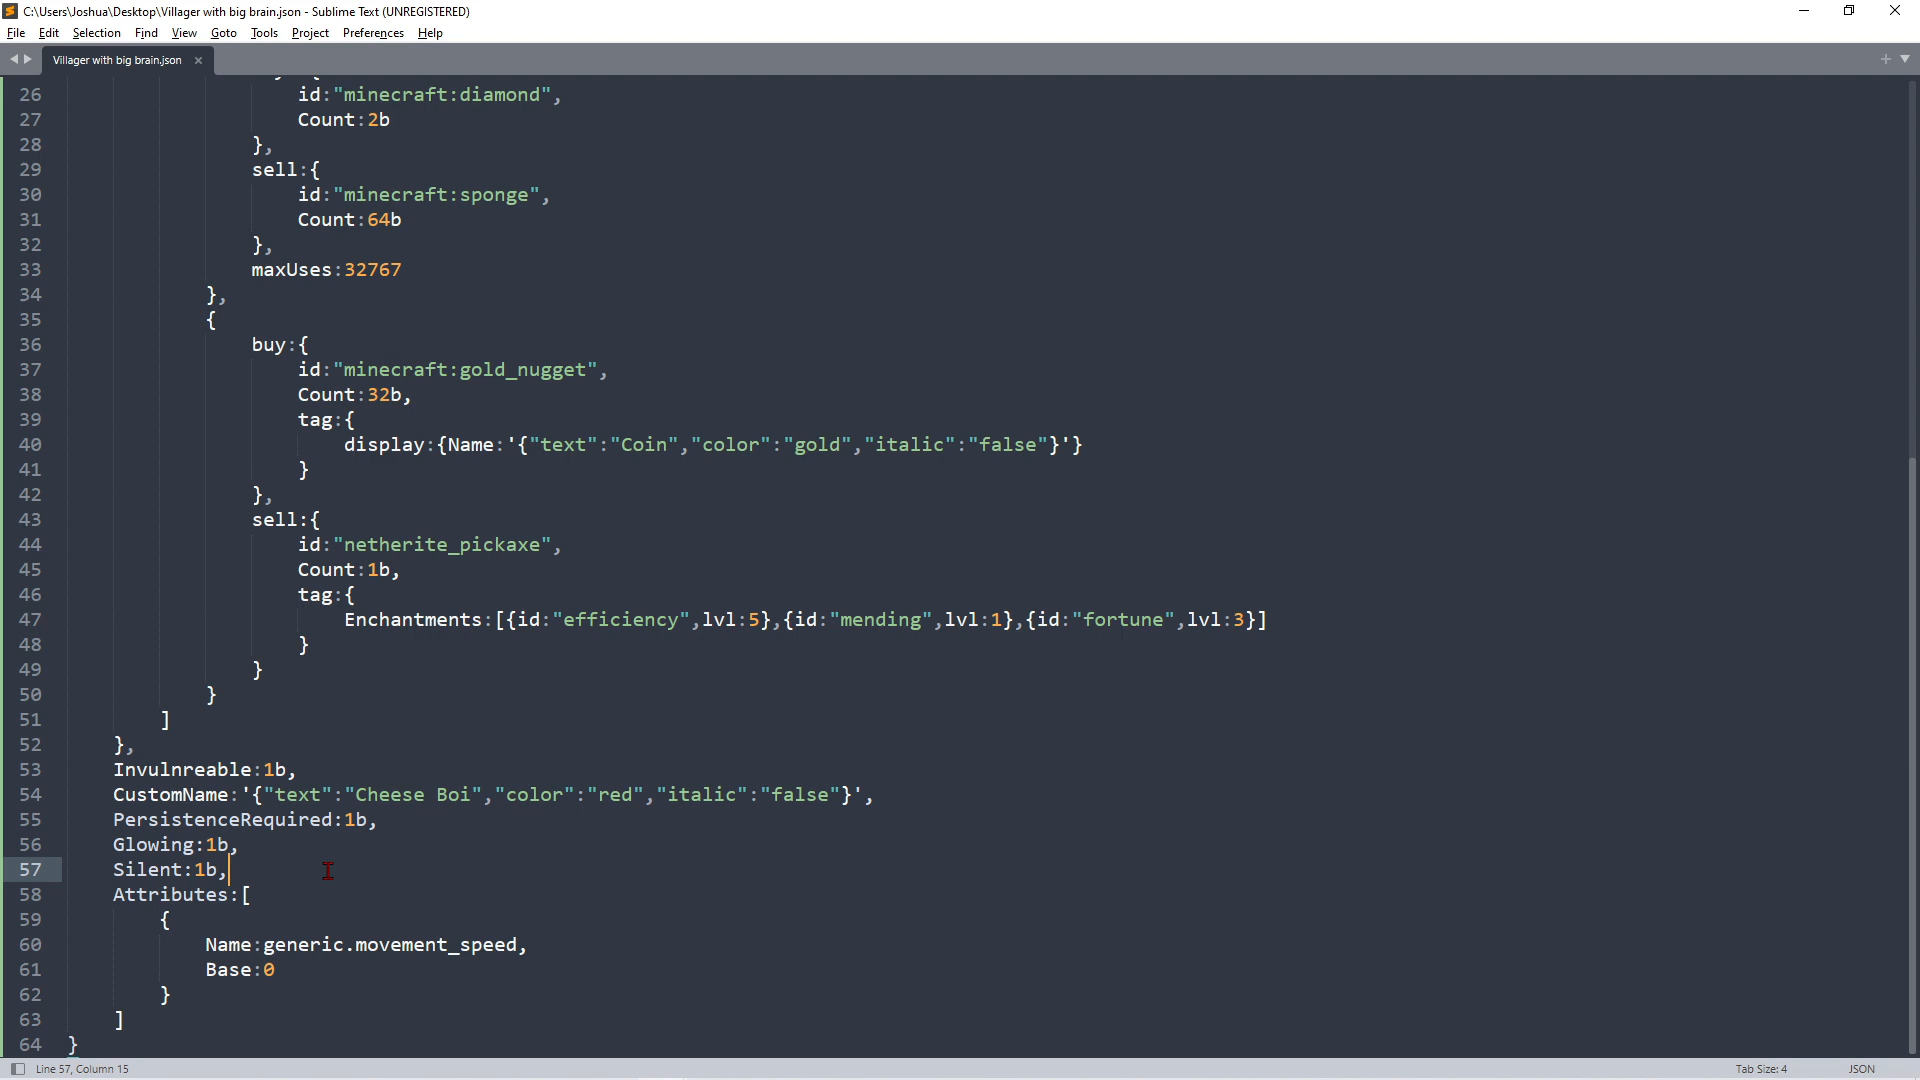 C:\Users\Joshua\Desktop\Villager with big brain.json - Sublime Text (UNREGISTERED)
File Edit Selection Find View Goto Tools Project Preferences Help
Villager with big brain.json
26 id:"minecraft:diamond",
27 Count:2b
28 },
29 sell:{
30 id:"minecraft:sponge",
31 Count:64b
32 },
33 maxUses:32767
34 },
35 {
36 buy:{
37 id:"minecraft:gold_nugget",
38 Count:32b,
39 tag:{
40 display:{Name:'{"text":"Coin","color":"gold","italic":"false"}'}
41 }
42 },
43 sell:{
44 id:"netherite_pickaxe",
45 Count:1b,
46 tag:{
47 Enchantments:[{id:"efficiency",lvl:5},{id:"mending",lvl:1},{id:"fortune",lvl:3}]
48 }
49 }
50 }
51 ]
52 },
53 Invulnreable:1b,
54 CustomName:'{"text":"Cheese Boi","color":"red","italic":"false"}',
55 PersistenceRequired:1b,
56 Glowing:1b,
57 Silent:1b,
58 Attributes:[
59 {
60 Name:generic.movement_speed,
61 Base:0
62 }
63 ]
64 }
Line 57, Column 15 Tab Size: 4 JSON